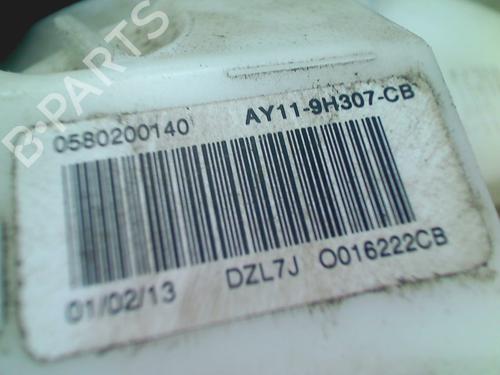 B-PARTS
0580200140 AY11-9H307-CB
01/02/13 DZL7J O016222CB